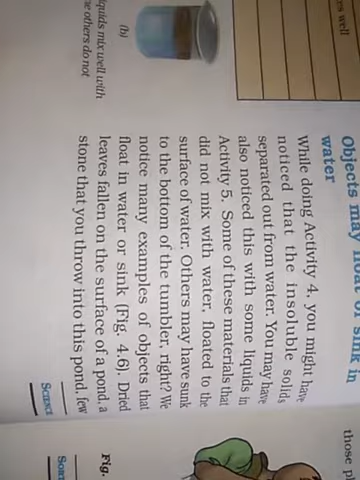 Objects may float or sink in
water
While doing Activity 4, you might have
noticed that the insoluble solids
separated out from water. You may have
also noticed this with some liquids in
Activity 5. Some of these materials that
did not mix with water, floated to the
surface of water. Others may have sunk
to the bottom of the tumbler, right? We
notice many examples of objects that
float in water or sink (Fig. 4.6). Dried
leaves fallen on the surface of a pond, a
stone that you throw into this pond, few
SCIENCE
well
(b)
liquids mix well with
others do not
those
Fig.